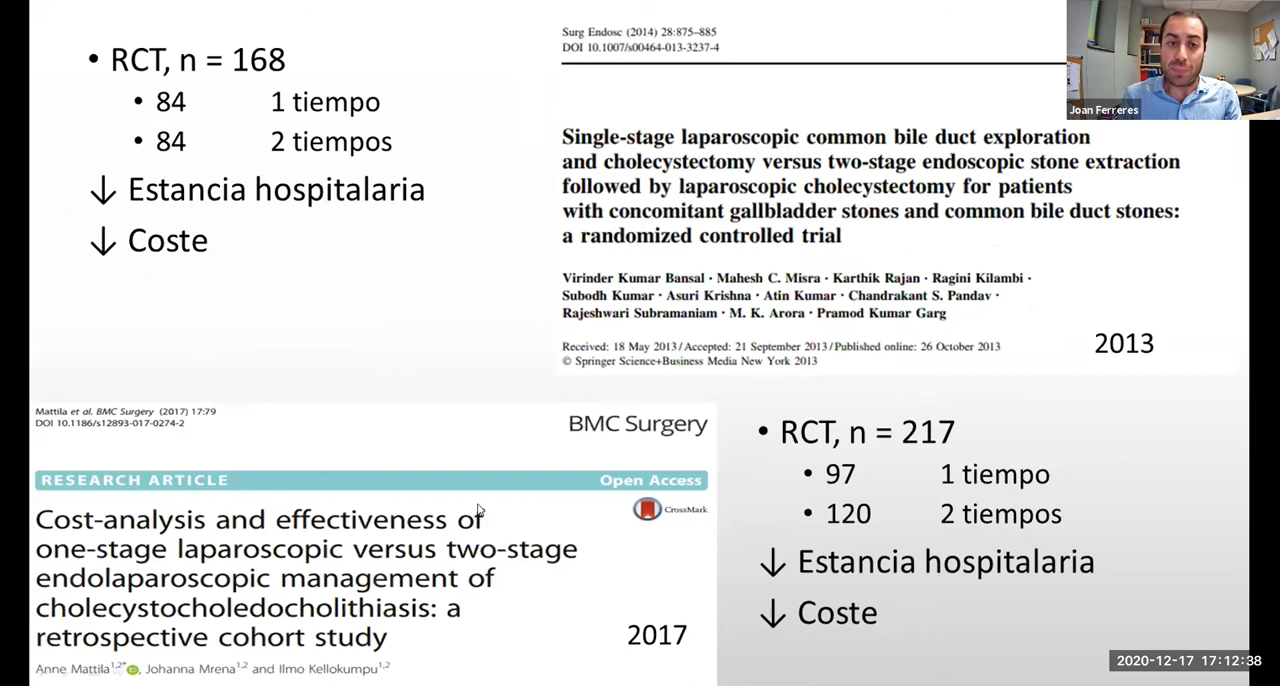 • RCT, n = 168
• 84 1 tiempo
• 84 2 tiempos
↓ Estancia hospitalaria
↓ Coste
Surg Endosc (2014) 28:875–885
DOI 10.1007/s00464-013-3237-4
Joan Ferreres
Single-stage laparoscopic common bile duct exploration
and cholecystectomy versus two-stage endoscopic stone extraction
followed by laparoscopic cholecystectomy for patients
with concomitant gallbladder stones and common bile duct stones:
a randomized controlled trial
Virinder Kumar Bansal · Mahesh C. Misra · Karthik Rajan · Ragini Kilambi ·
Subodh Kumar · Asuri Krishna · Atin Kumar · Chandrakant S. Pandav ·
Rajeshwari Subramaniam · M. K. Arora · Pramod Kumar Garg
Received: 18 May 2013 / Accepted: 21 September 2013 / Published online: 26 October 2013
© Springer Science+Business Media New York 2013
2013
Mattila et al. BMC Surgery (2017) 17:79
DOI 10.1186/s12893-017-0274-2
BMC Surgery
RESEARCH ARTICLE
Open Access
CrossMark
Cost-analysis and effectiveness of
one-stage laparoscopic versus two-stage
endolaparoscopic management of
cholecystocholedocholithiasis: a
retrospective cohort study
2017
Anne Mattila1,2*, Johanna Mrena1,2 and Ilmo Kellokumpu1,2
• RCT, n = 217
• 97 1 tiempo
• 120 2 tiempos
↓ Estancia hospitalaria
↓ Coste
2020-12-17 17:12:38